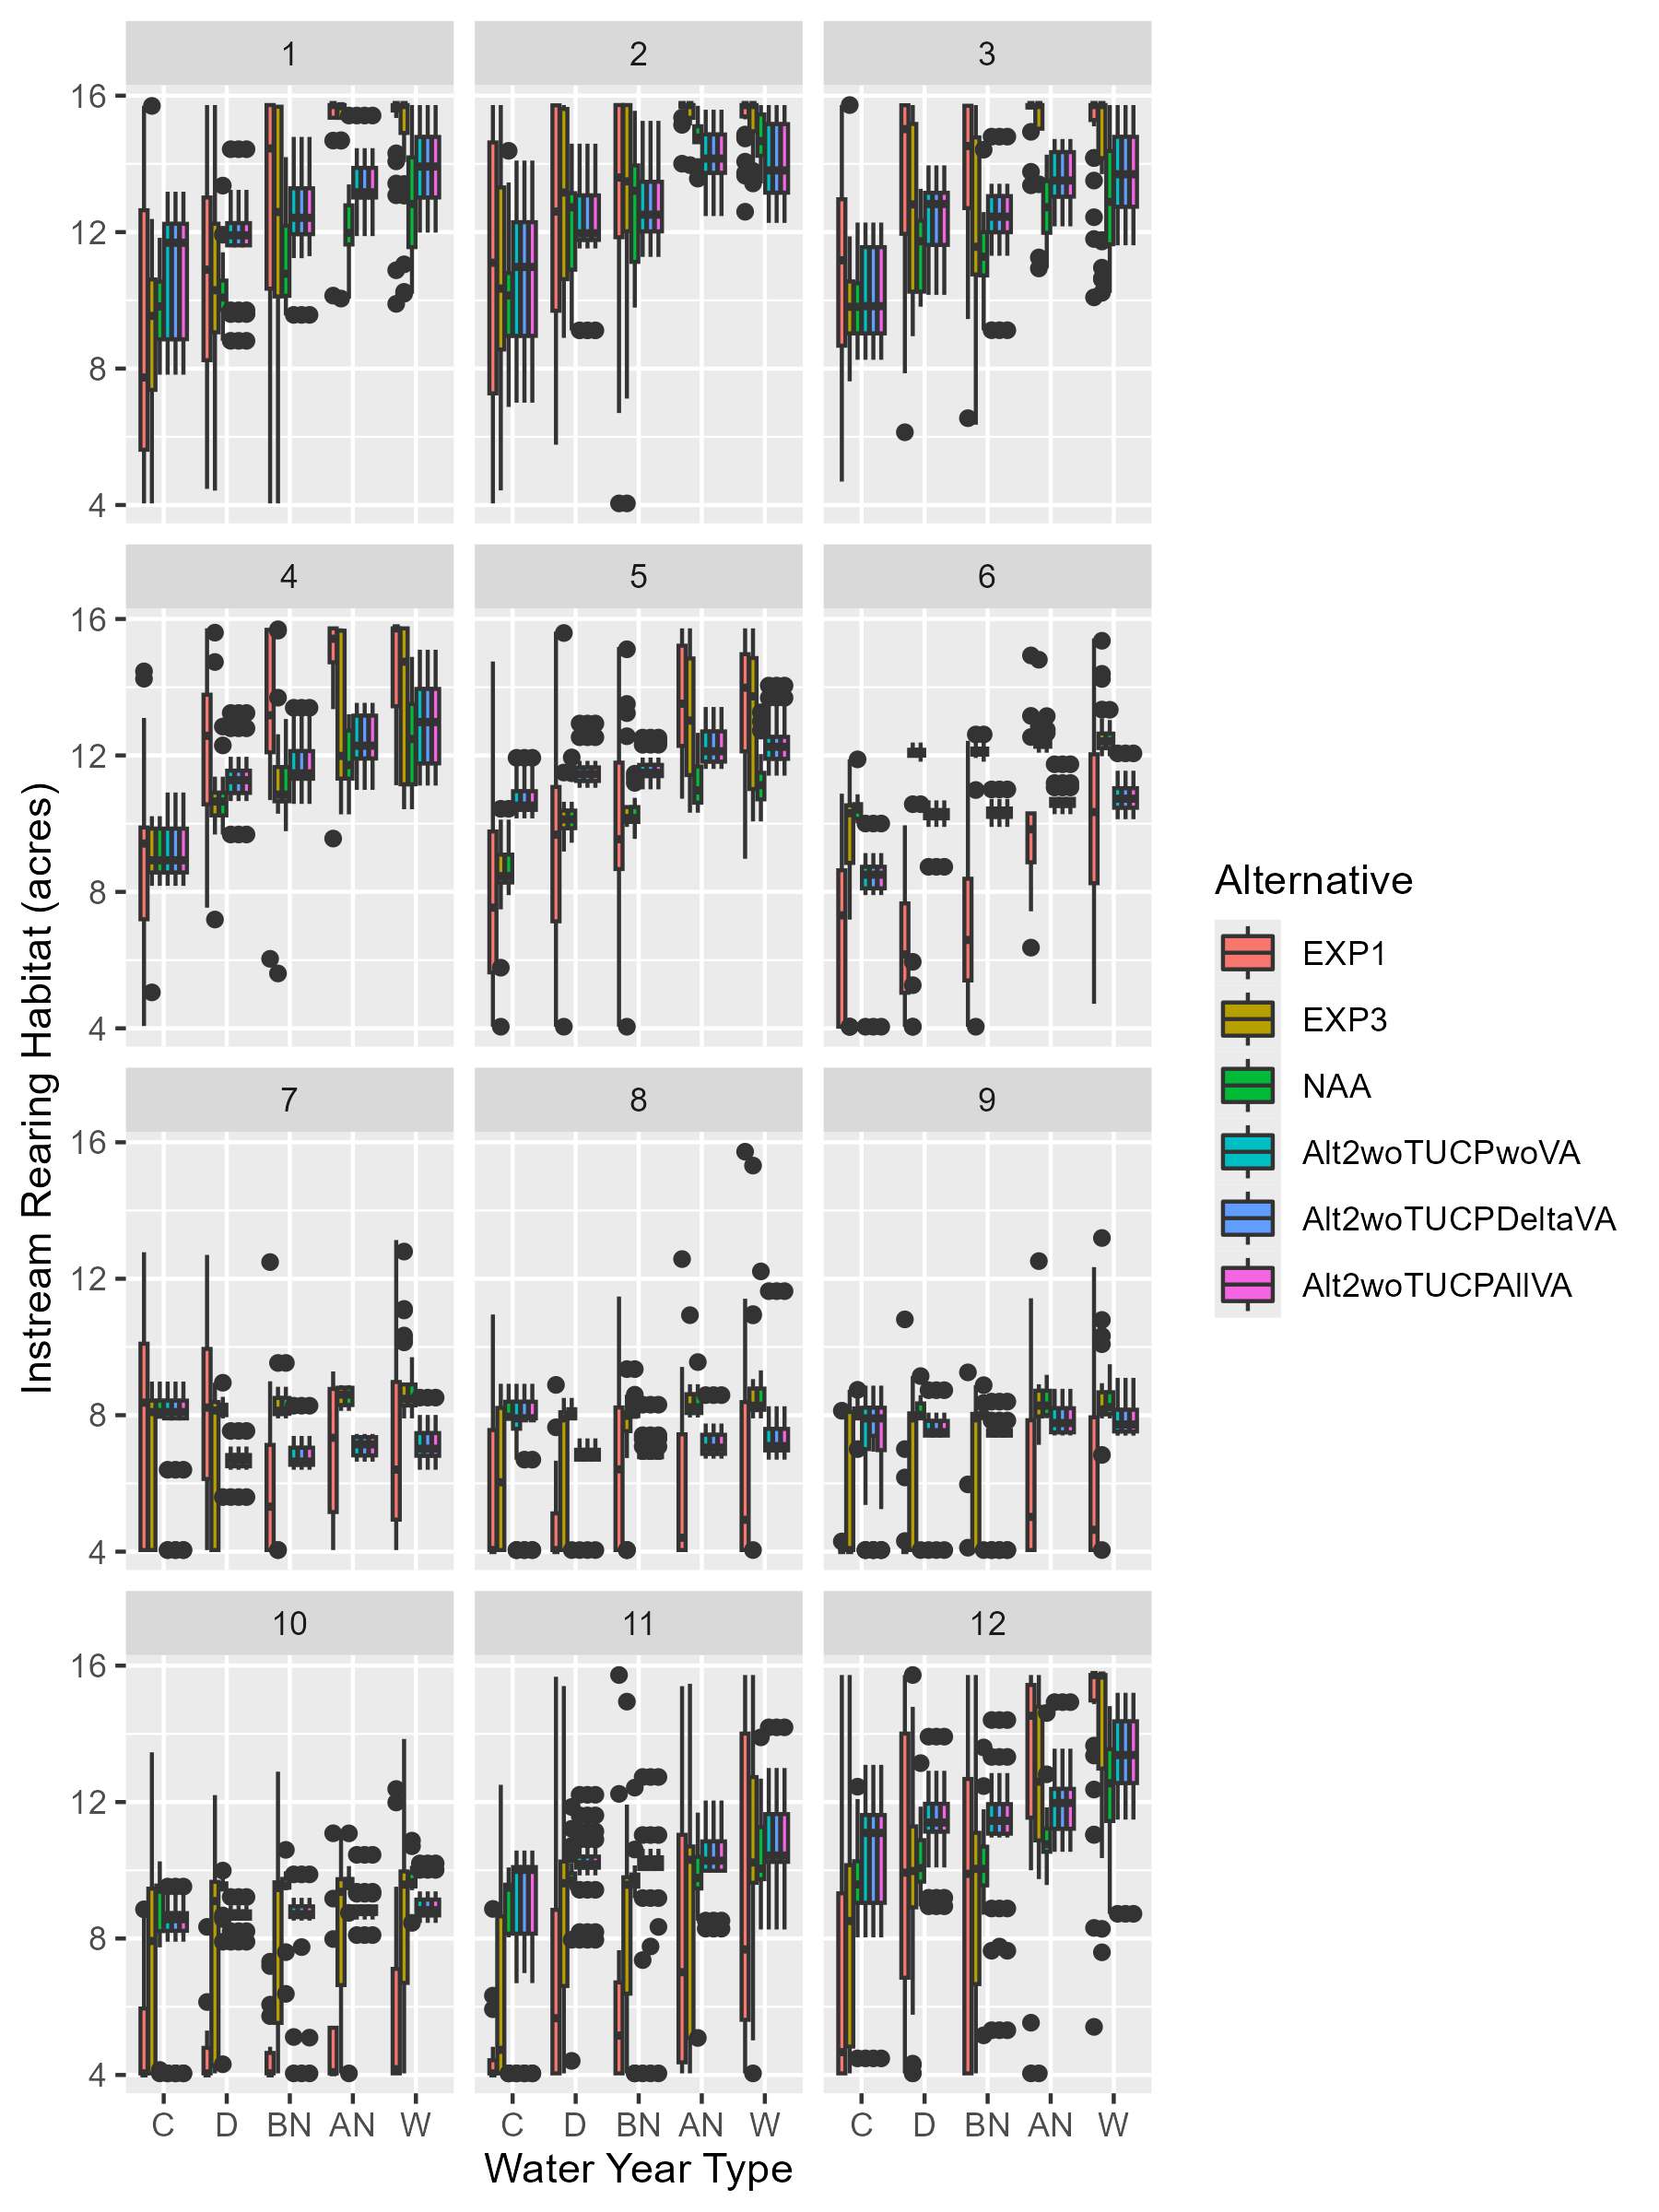 1 2 3
16
12
8
4
4 5 6
16
12
8
4
7 8 9
16
12
8
4
10 11 12
16
12
8
4
C D BN AN W C D BN AN W C D BN AN W
Water Year Type
Instream Rearing Habitat (acres)
Alternative
EXP1
EXP3
NAA
Alt2woTUCPwoVA
Alt2woTUCPDeltaVA
Alt2woTUCPAllVA